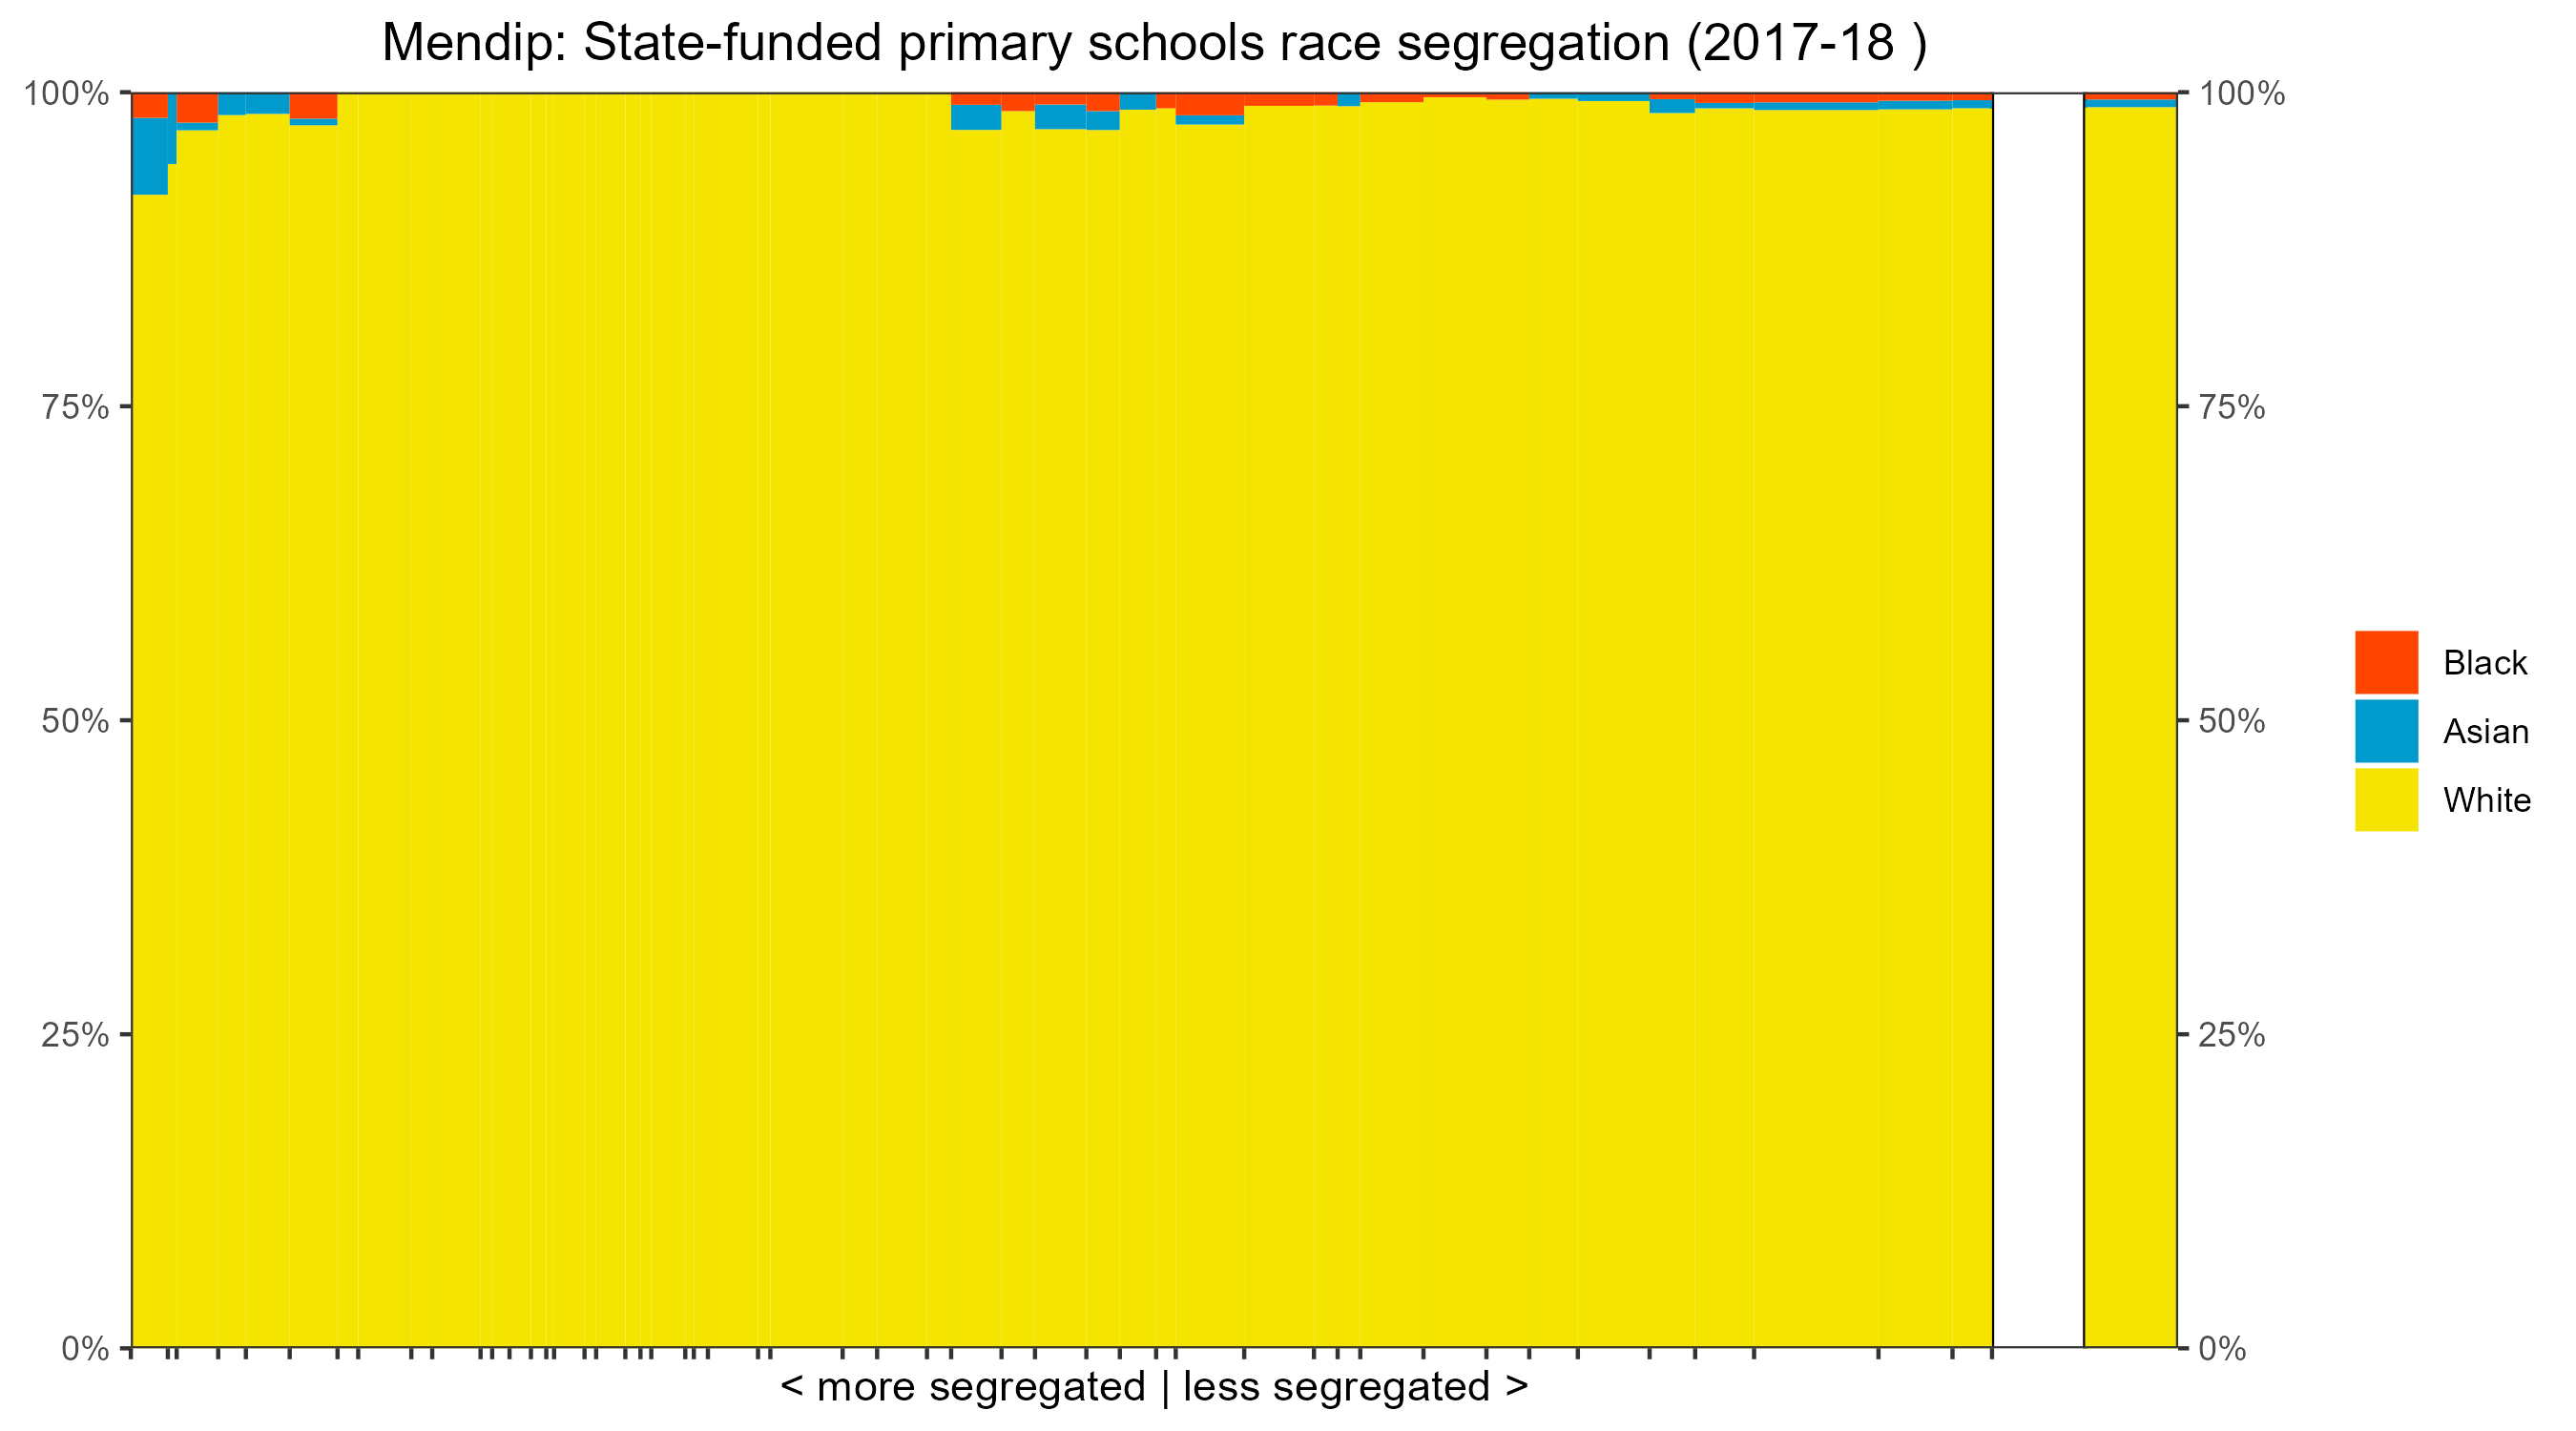 Mendip: State-funded primary schools race segregation (2017-18 )
100%
75%
50%
25%
0%
100%
75%
50%
25%
0%
Black
Asian
White
< more segregated | less segregated >